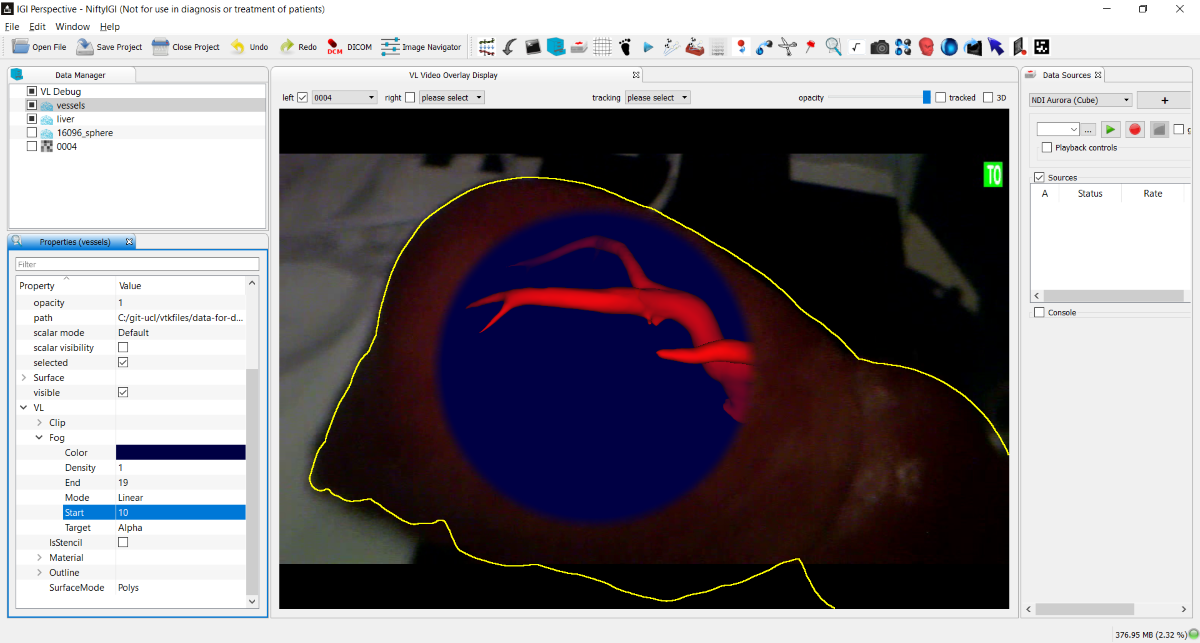 IGI Perspective - NiftyIGI (Not for use in diagnosis or treatment of patients)
File Edit Window Help
Open File Save Project Close Project Undo Redo DCM DICOM Image Navigator
Data Manager
VL Debug
vessels
liver
16096_sphere
0004
Properties (vessels)
Filter
Property Value
opacity 1
path C:/git-ucl/vtkfiles/data-for-d...
scalar mode Default
scalar visibility
selected
Surface
visible
VL
Clip
Fog
Color
Density 1
End 19
Mode Linear
Start 10
Target Alpha
IsStencil
Material
Outline
SurfaceMode Polys
VL Video Overlay Display
left 0004 right please select tracking please select opacity tracked 3D
T0
Data Sources
NDI Aurora (Cube) +
...
Playback controls
Sources
A Status Rate
Console
376.95 MB (2.32 %)